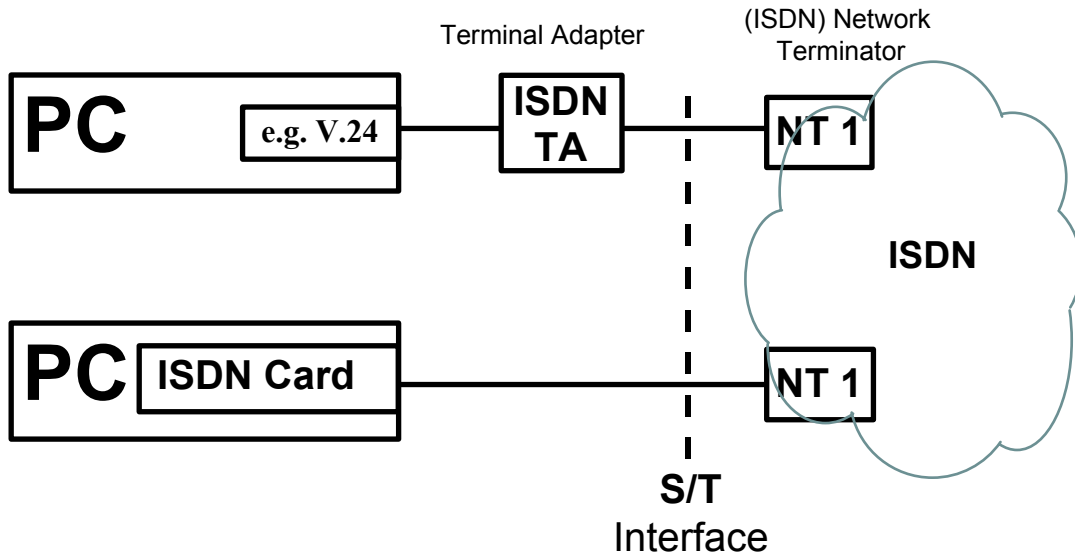 Terminal Adapter
(ISDN) Network
Terminator
PC
e.g. V.24
ISDN
TA
NT 1
ISDN
PC
ISDN Card
NT 1
S/T
Interface